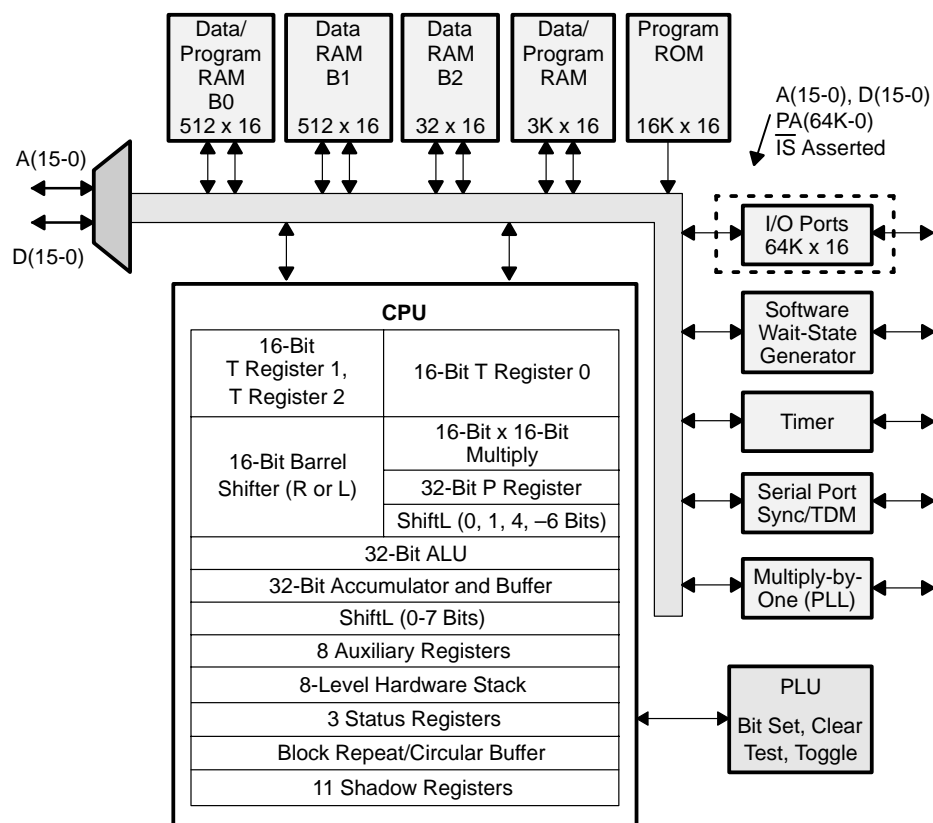 Data/
Program
RAM
B0
512 x 16
Data
RAM
B1
512 x 16
Data
RAM
B2
32 x 16
Data/
Program
RAM
3K x 16
Program
ROM
16K x 16
A(15-0), D(15-0)
PA(64K-0)
I̅S̅ Asserted
A(15-0)
D(15-0)
I/O Ports
64K x 16
Software
Wait-State
Generator
Timer
Serial Port
Sync/TDM
Multiply-by-
One (PLL)
CPU
16-Bit
T Register 1,
T Register 2
16-Bit T Register 0
16-Bit Barrel
Shifter (R or L)
16-Bit x 16-Bit
Multiply
32-Bit P Register
ShiftL (0, 1, 4, –6 Bits)
32-Bit ALU
32-Bit Accumulator and Buffer
ShiftL (0-7 Bits)
8 Auxiliary Registers
8-Level Hardware Stack
3 Status Registers
Block Repeat/Circular Buffer
11 Shadow Registers
PLU
Bit Set, Clear
Test, Toggle